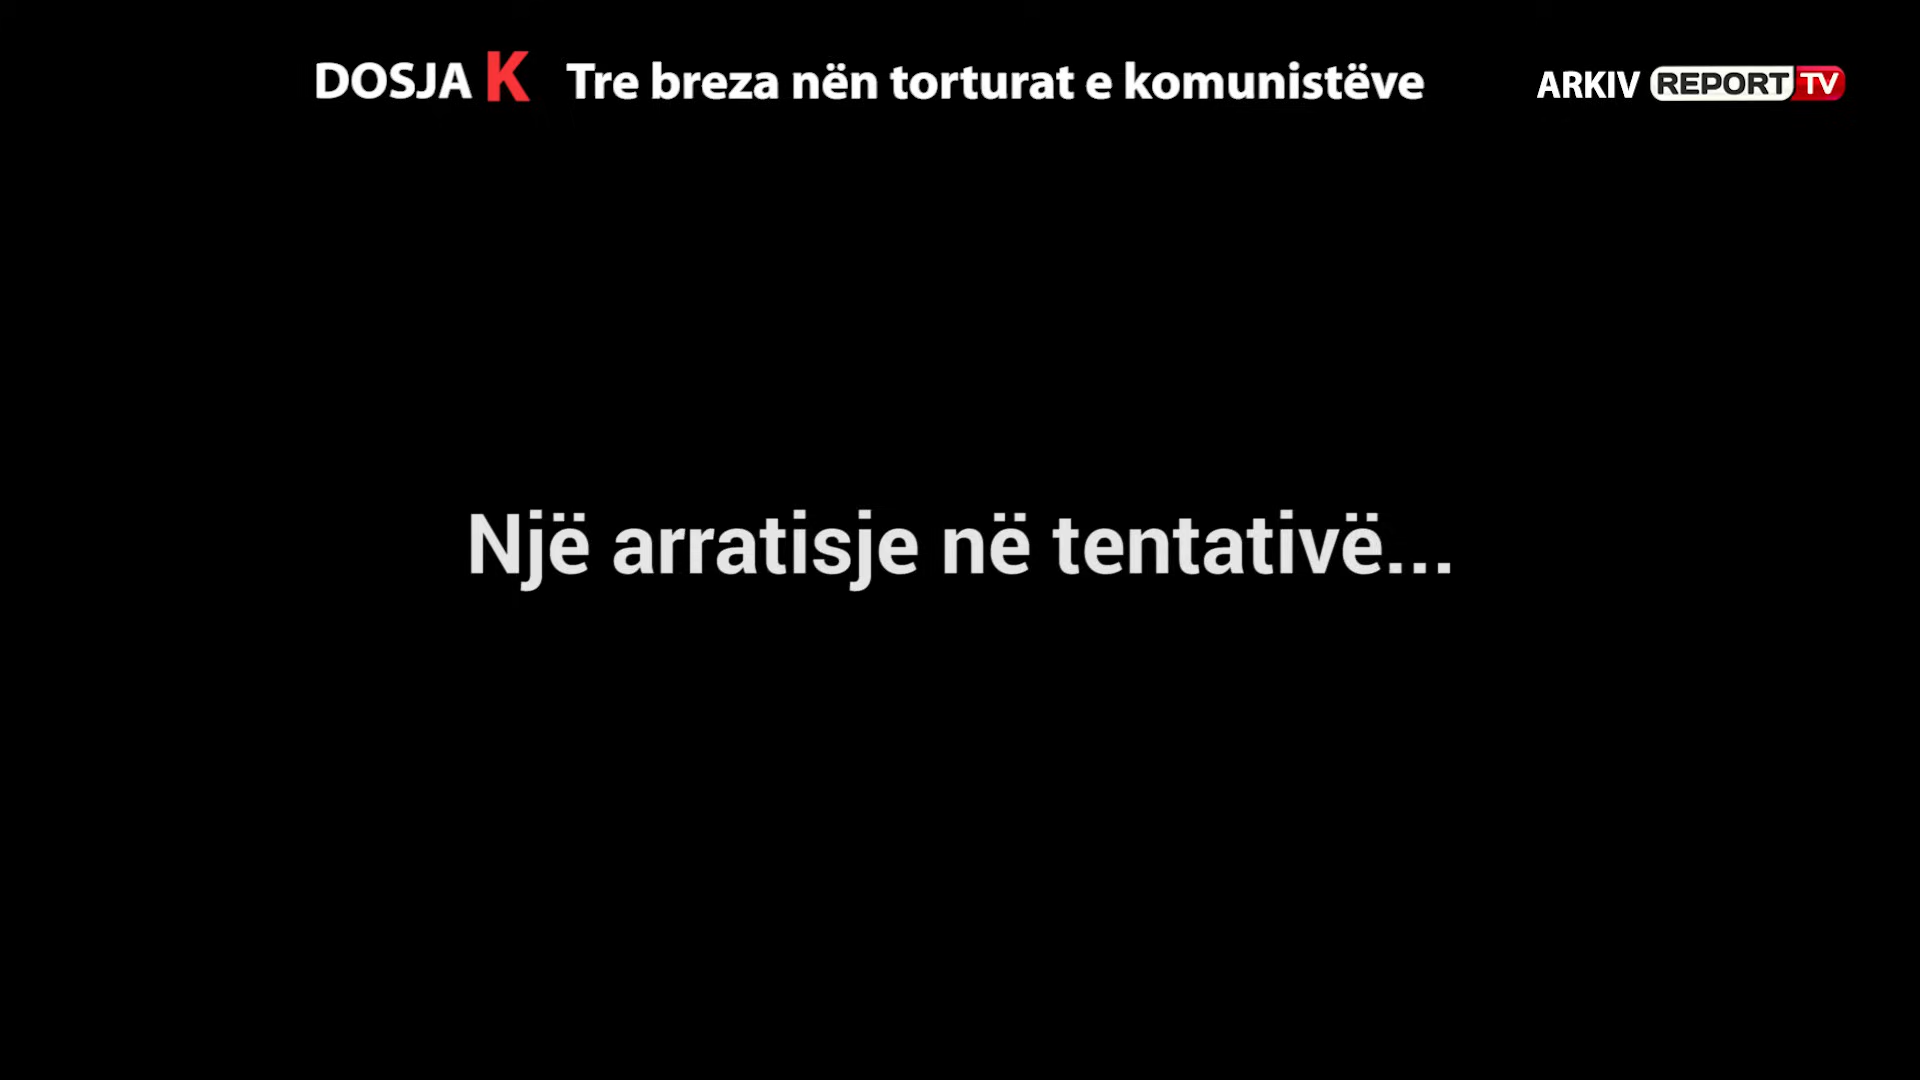 DOSJA K Tre breza nën torturat e komunistëve ARKIV REPORT TV
Një arratisje në tentativë...